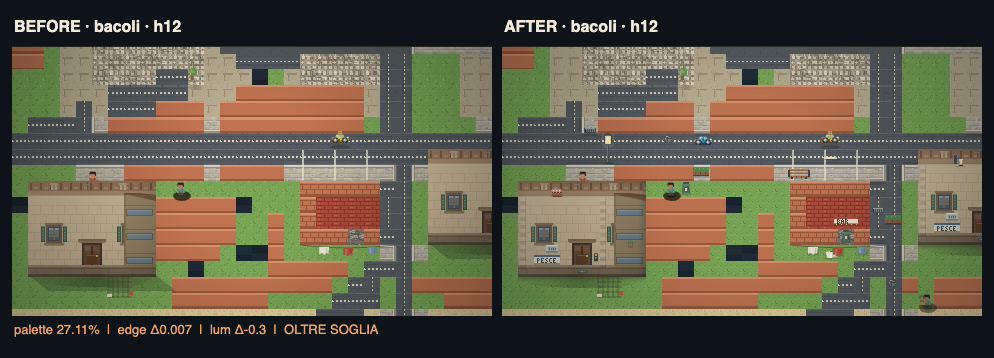 BEFORE · bacoli · h12
AFTER · bacoli · h12
BAR
PESCE
PESCE
palette 27.11% | edge Δ0.007 | lum Δ-0.3 | OLTRE SOGLIA